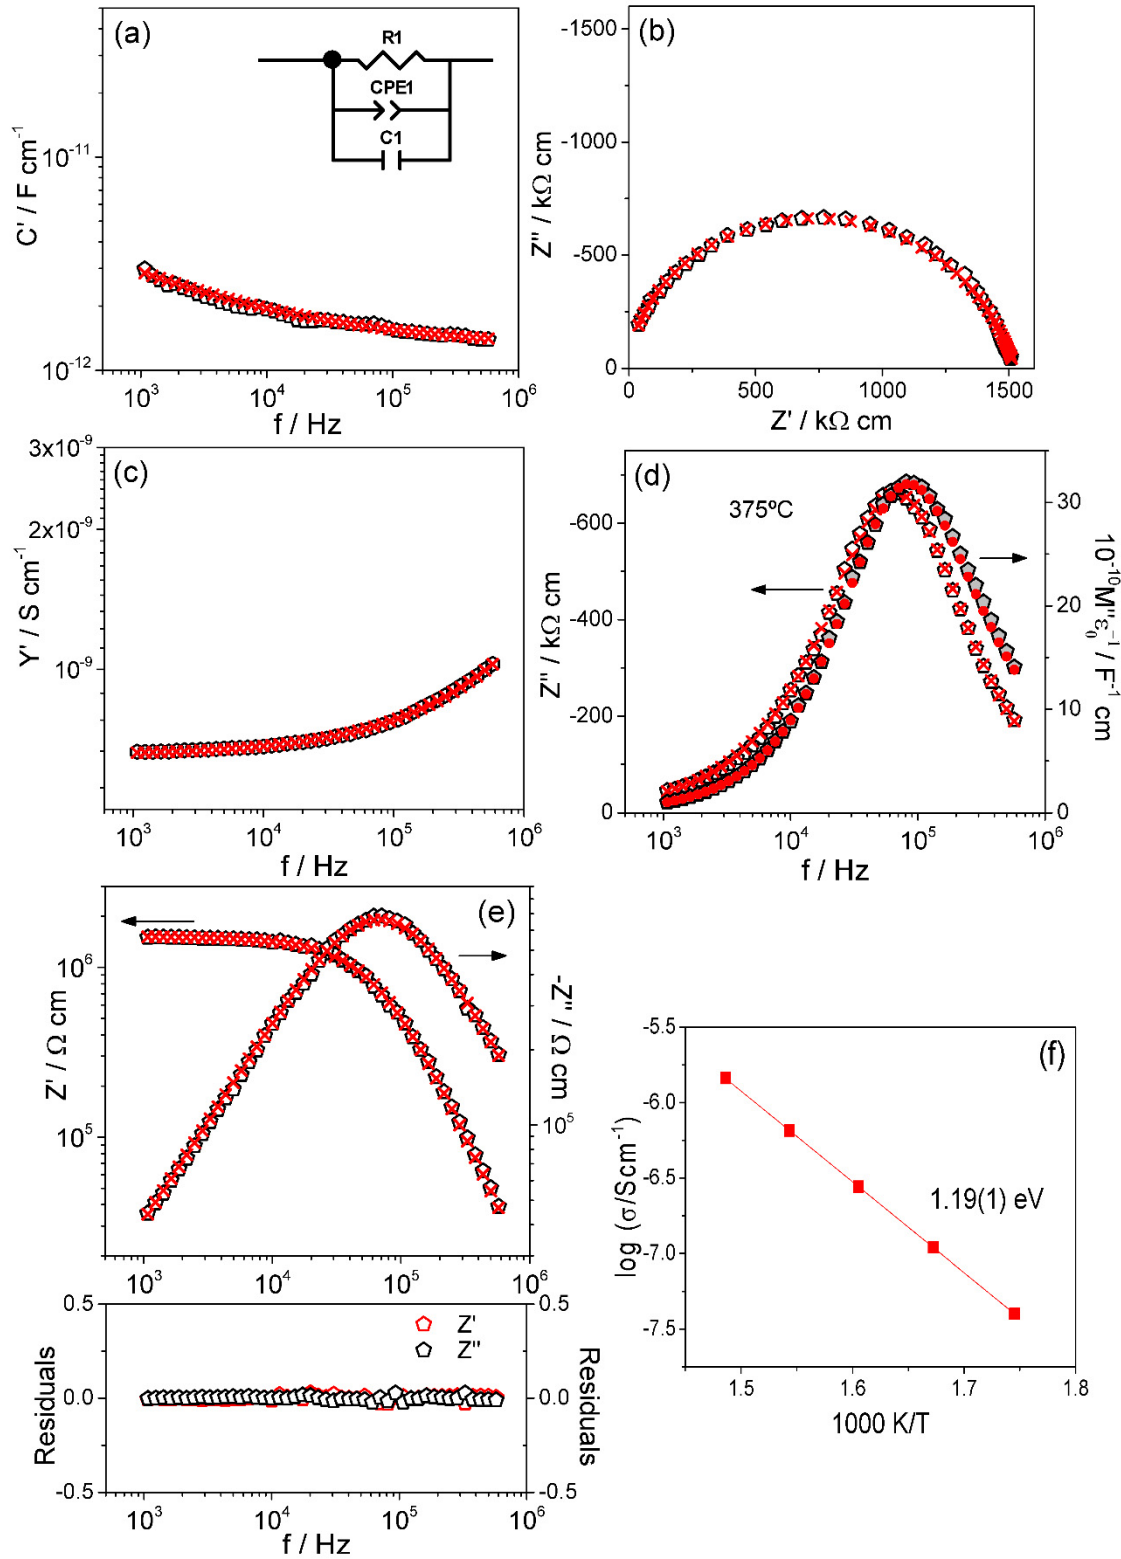 (a)
R1
CPE1
C1
10⁻¹¹
10⁻¹²
C' / F cm⁻¹
10³ 10⁴ 10⁵ 10⁶
f / Hz
(b)
-1500
-1000
-500
0
Z'' / kΩ cm
0 500 1000 1500
Z' / kΩ cm
(c)
3x10⁻⁹
2x10⁻⁹
10⁻⁹
Y' / S cm⁻¹
10³ 10⁴ 10⁵ 10⁶
f / Hz
(d)
375ºC
-600
-400
-200
0
Z'' / kΩ cm
30
20
10
0
10⁻¹⁰M''ε₀⁻¹ / F⁻¹ cm
10³ 10⁴ 10⁵ 10⁶
f / Hz
(e)
10⁶
10⁵
Z' / Ω cm
10⁵
-Z'' / Ω cm
10³ 10⁴ 10⁵ 10⁶
0.5 0.5
0.0 0.0
-0.5 -0.5
Z'
Z''
Residuals
Residuals
10³ 10⁴ 10⁵ 10⁶
f / Hz
(f)
-5.5
-6.0
-6.5
-7.0
-7.5
log (σ/Scm⁻¹)
1.19(1) eV
1.5 1.6 1.7 1.8
1000 K/T